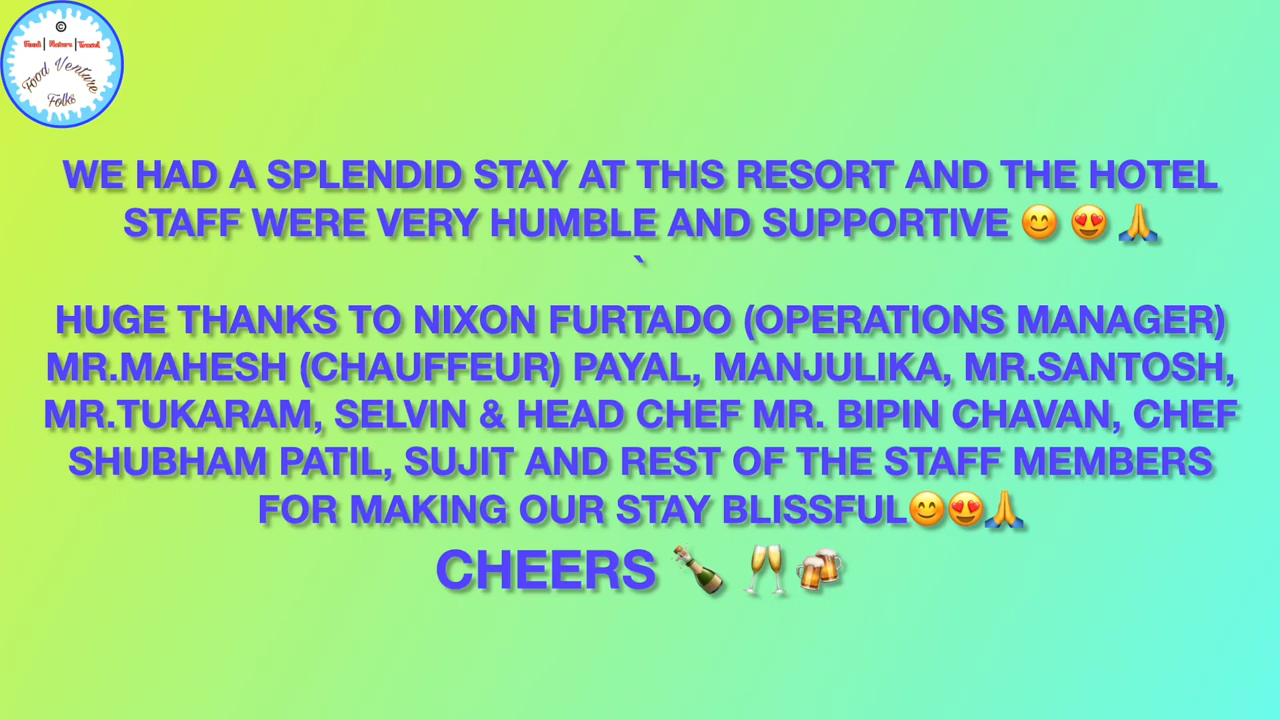 ©
Food | Nature | Travel
Food Venture
Folks
WE HAD A SPLENDID STAY AT THIS RESORT AND THE HOTEL
STAFF WERE VERY HUMBLE AND SUPPORTIVE 😊 😍 🙏
`
HUGE THANKS TO NIXON FURTADO (OPERATIONS MANAGER)
MR.MAHESH (CHAUFFEUR) PAYAL, MANJULIKA, MR.SANTOSH,
MR.TUKARAM, SELVIN & HEAD CHEF MR. BIPIN CHAVAN, CHEF
SHUBHAM PATIL, SUJIT AND REST OF THE STAFF MEMBERS
FOR MAKING OUR STAY BLISSFUL😊😍🙏
CHEERS 🍾 🥂 🍻